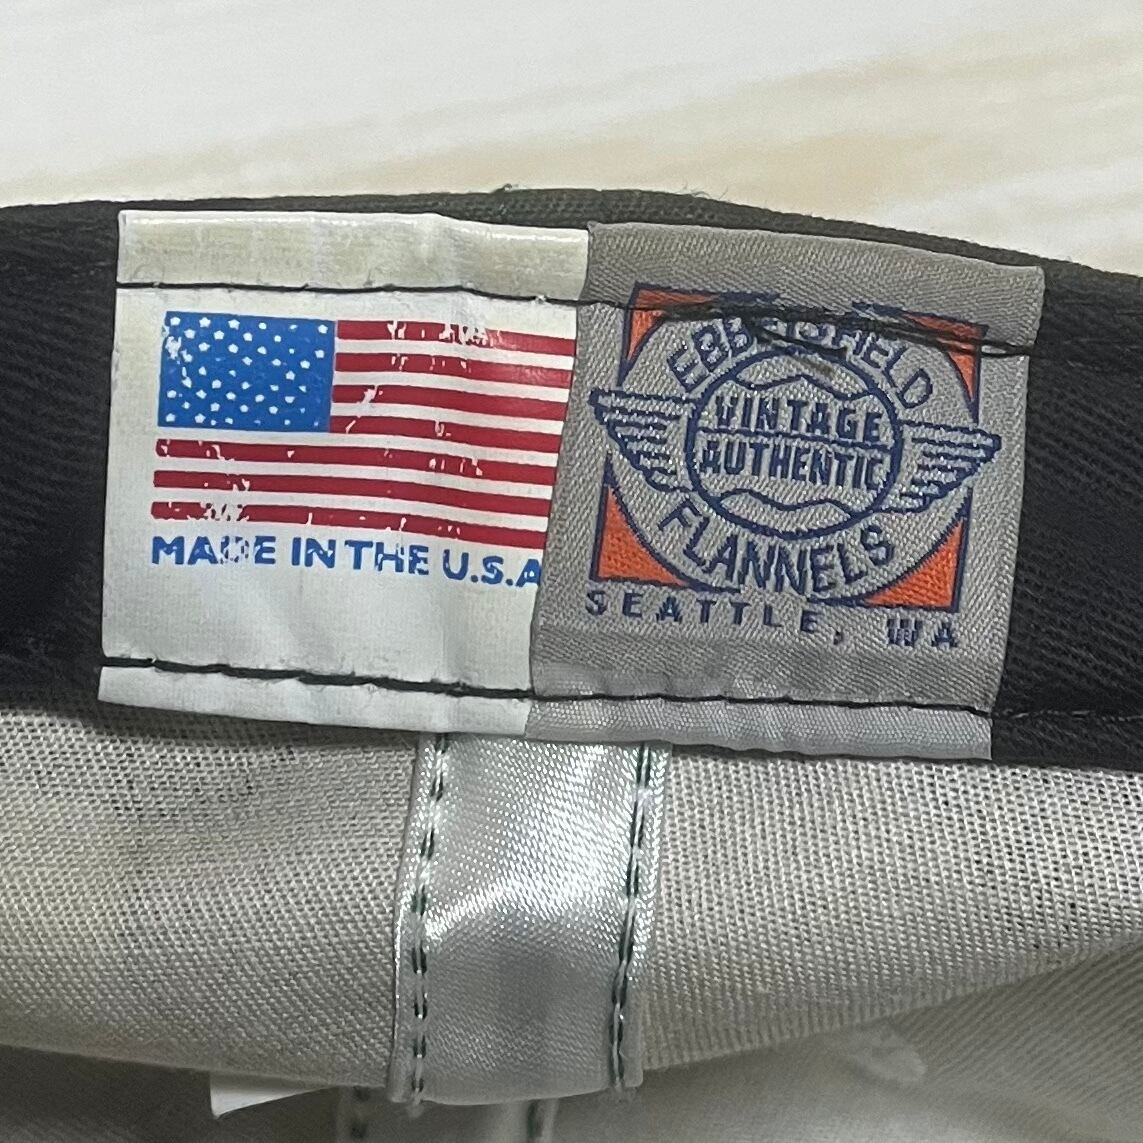 MADE IN THE U.S.A
EBBETS FIELD
VINTAGE
AUTHENTIC
FLANNELS
SEATTLE, WA